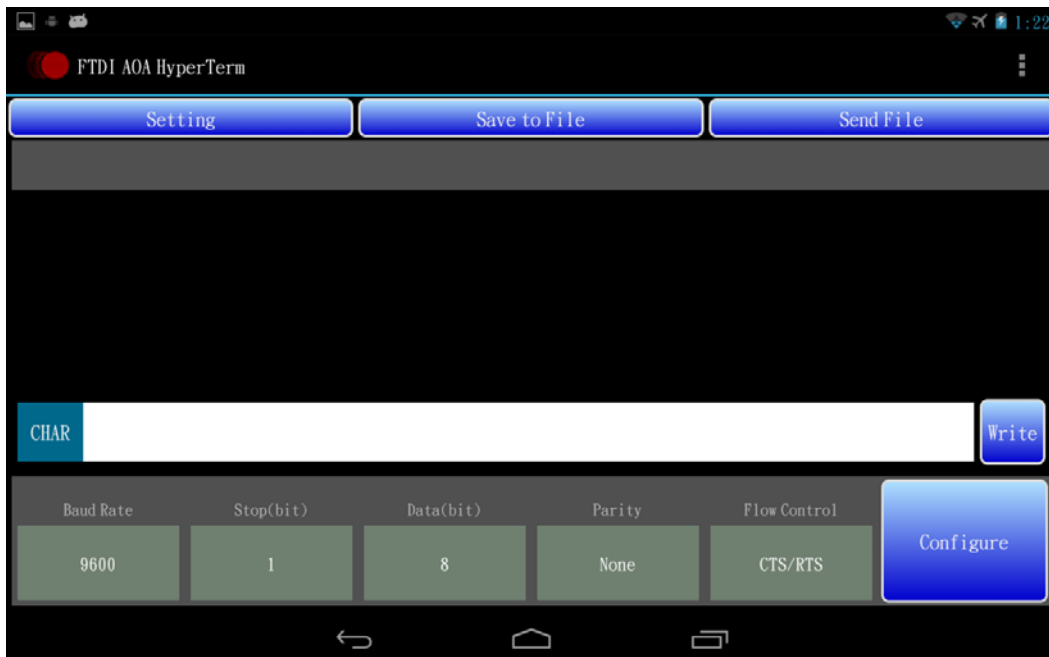 1:22
FTDI AOA HyperTerm
Setting Save to File Send File
CHAR Write
Baud Rate Stop(bit) Data(bit) Parity Flow Control
9600 1 8 None CTS/RTS Configure